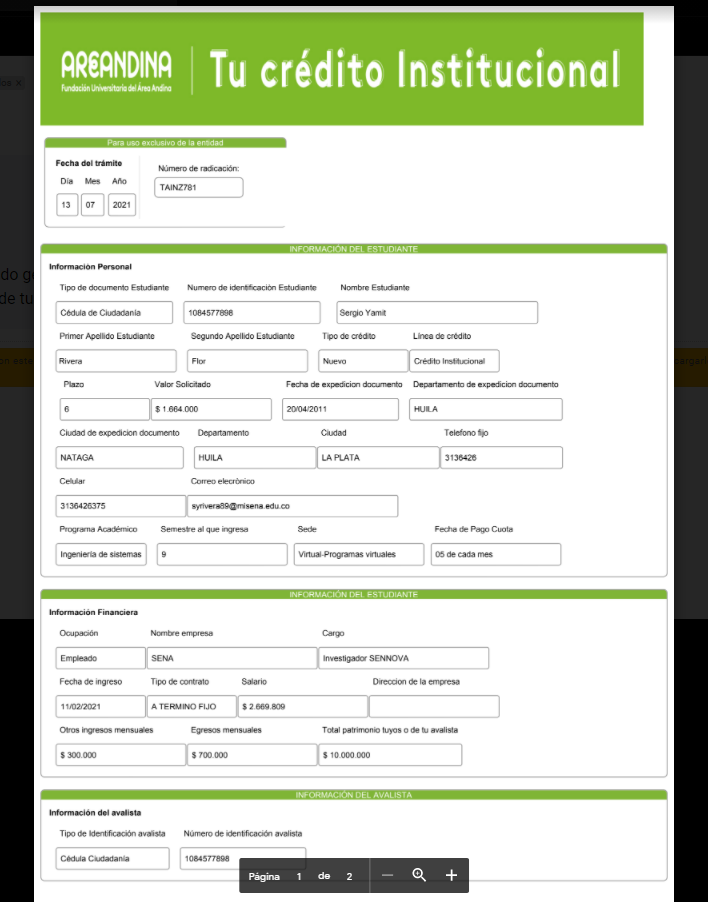 AREANDINA
Fundación Universitaria del Área Andina
Tu crédito Institucional
Para uso exclusivo de la entidad
Fecha del trámite
Número de radicación:
Día Mes Año
TAINZ781
13 07 2021
INFORMACIÓN DEL ESTUDIANTE
Información Personal
Tipo de documento Estudiante Numero de identificación Estudiante Nombre Estudiante
Cédula de Ciudadanía 1084577898 Sergio Yamit
Primer Apellido Estudiante Segundo Apellido Estudiante Tipo de crédito Línea de crédito
Rivera Flor Nuevo Crédito Institucional
Plazo Valor Solicitado Fecha de expedicion documento Departamento de expedicion documento
6 $ 1.664.000 20/04/2011 HUILA
Ciudad de expedicion documento Departamento Ciudad Telefono fijo
NATAGA HUILA LA PLATA 3136426
Celular Correo elecrónico
3136426375 syrivera89@misena.edu.co
Programa Académico Semestre al que ingresa Sede Fecha de Pago Cuota
Ingeniería de sistemas 9 Virtual-Programas virtuales 05 de cada mes
INFORMACIÓN DEL ESTUDIANTE
Información Financiera
Ocupación Nombre empresa Cargo
Empleado SENA Investigador SENNOVA
Fecha de ingreso Tipo de contrato Salario Direccion de la empresa
11/02/2021 A TERMINO FIJO $ 2.669.809
Otros ingresos mensuales Egresos mensuales Total patrimonio tuyos o de tu avalista
$ 300.000 $ 700.000 $ 10.000.000
INFORMACIÓN DEL AVALISTA
Información del avalista
Tipo de Identificación avalista Número de identificación avalista
Cédula Ciudadanía 1084577898
Página 1 de 2